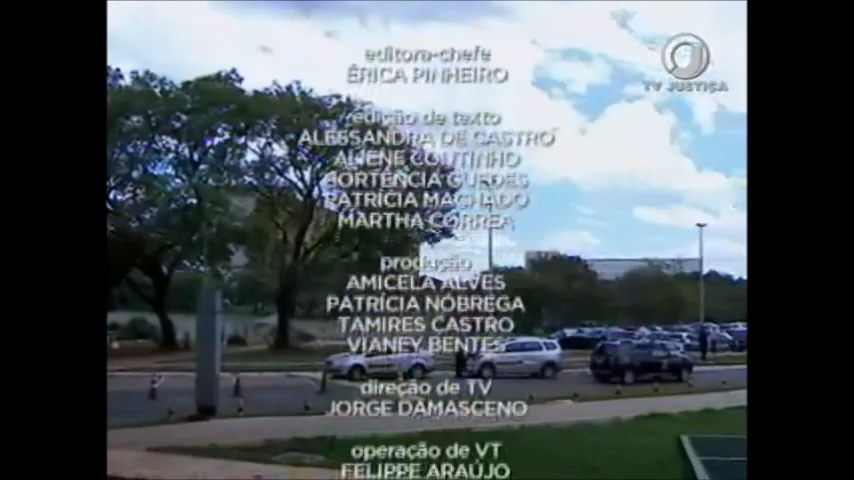 TV JUSTIÇA
editora-chefe
ÉRICA PINHEIRO
edição de texto
ALESSANDRA DE CASTRO
ALIENE COUTINHO
HORTÊNCIA GUEDES
PATRÍCIA MACHADO
MARTHA CORRÊA
produção
AMICELA ALVES
PATRÍCIA NÓBREGA
TAMIRES CASTRO
VIANEY BENTES
direção de TV
JORGE DAMASCENO
operação de VT
FELIPPE ARAÚJO